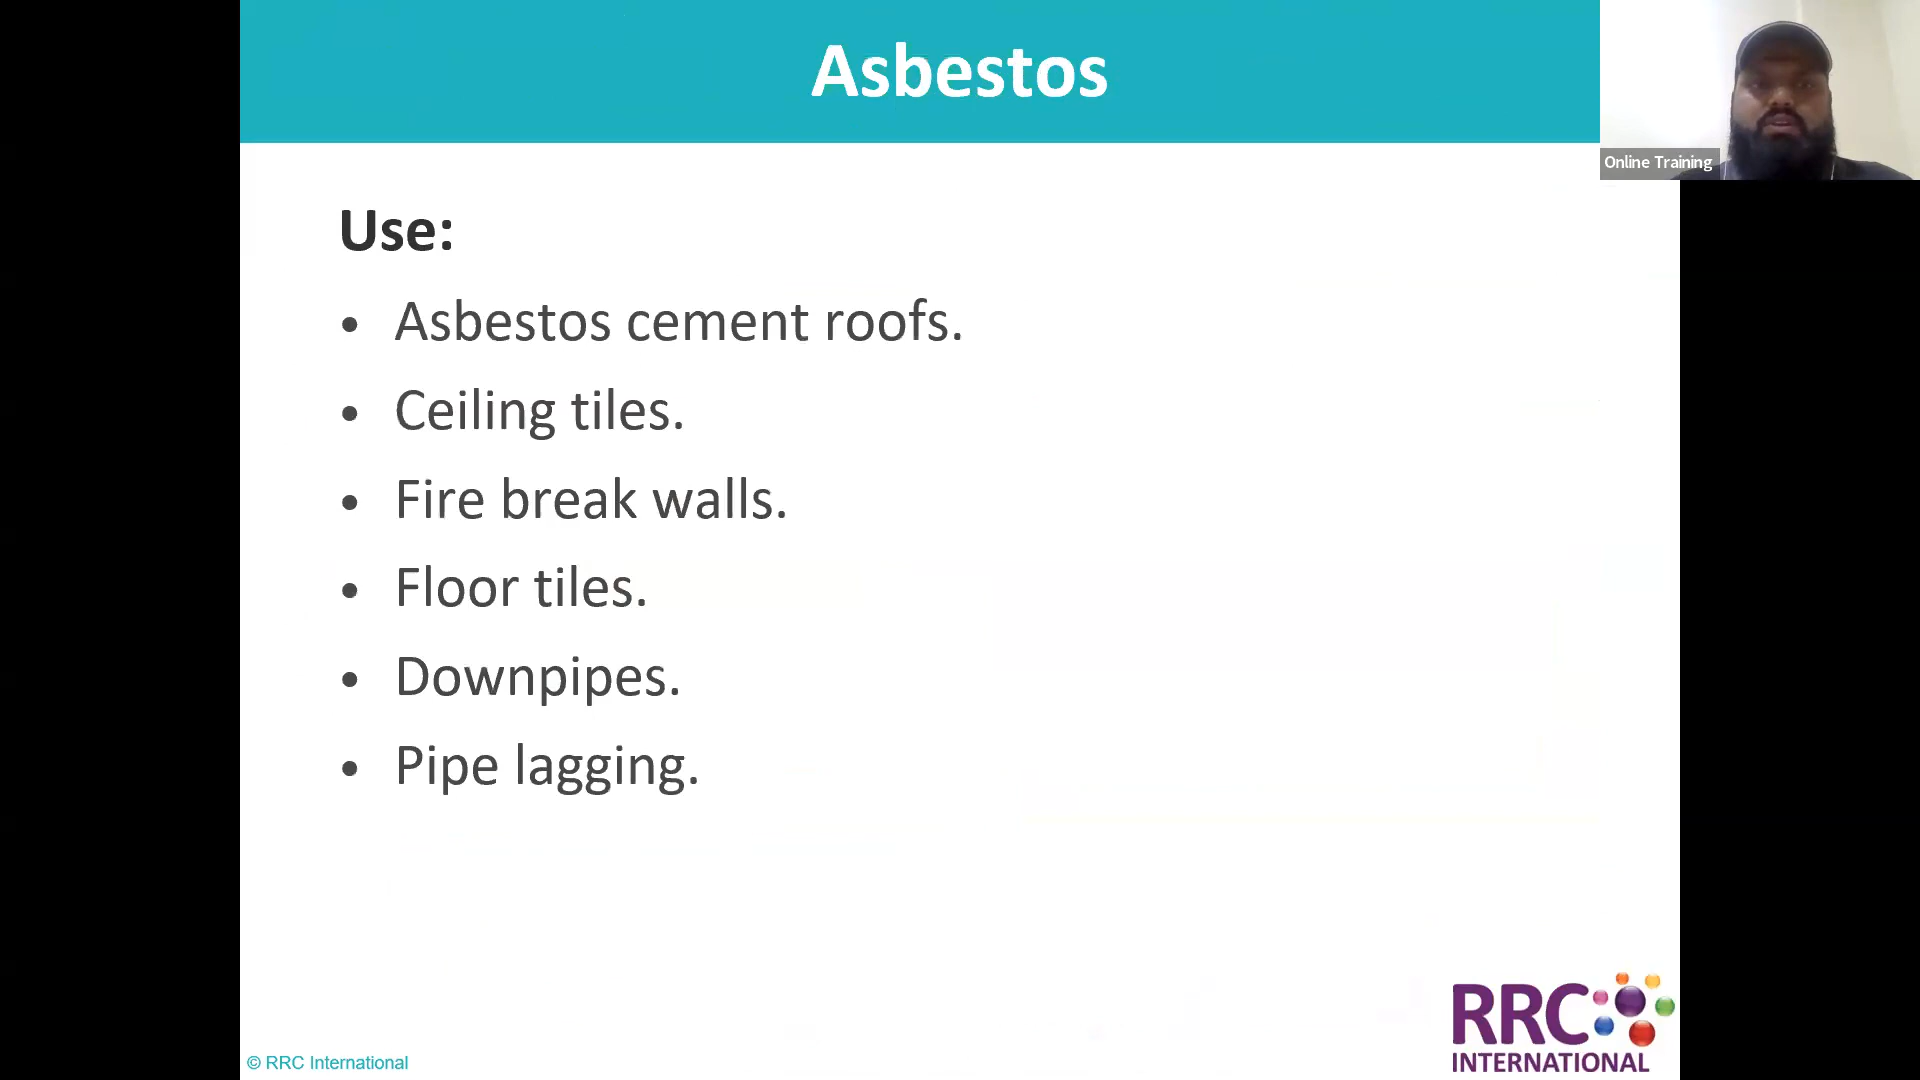 Asbestos
Online Training
Use:
• Asbestos cement roofs.
• Ceiling tiles.
• Fire break walls.
• Floor tiles.
• Downpipes.
• Pipe lagging.
RRC
INTERNATIONAL
© RRC International